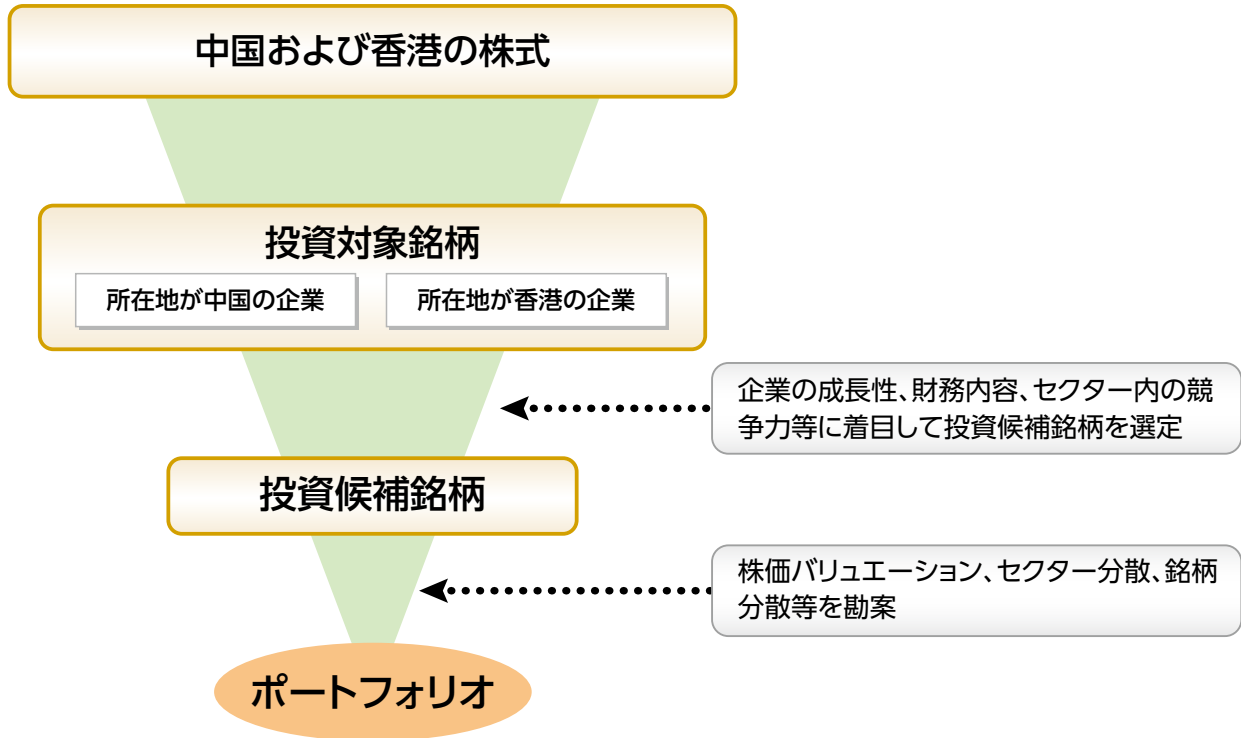 中国および香港の株式
投資対象銘柄
所在地が中国の企業
所在地が香港の企業
企業の成長性、財務内容、セクター内の競
争力等に着目して投資候補銘柄を選定
投資候補銘柄
株価バリュエーション、セクター分散、銘柄
分散等を勘案
ポートフォリオ